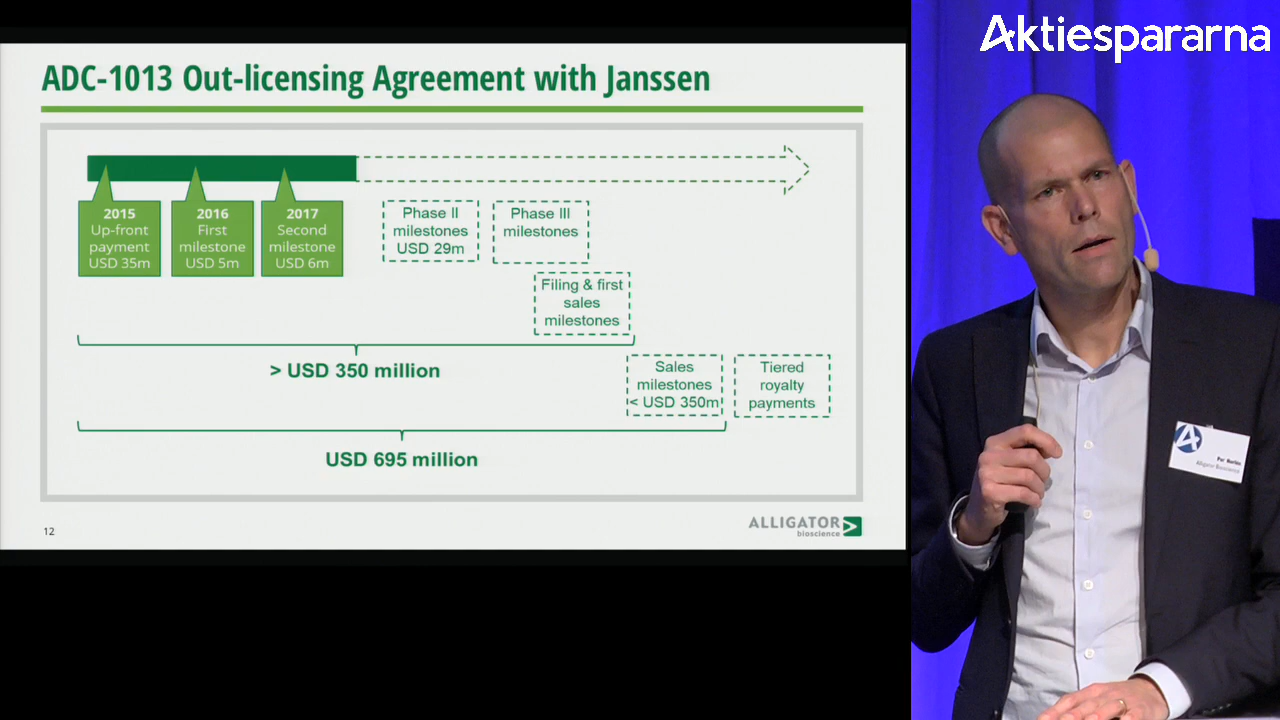 Aktiespararna
ADC-1013 Out-licensing Agreement with Janssen
2015
Up-front
payment
USD 35m
2016
First
milestone
USD 5m
2017
Second
milestone
USD 6m
Phase II
milestones
USD 29m
Phase III
milestones
Filing & first
sales
milestones
> USD 350 million
Sales
milestones
< USD 350m
Tiered
royalty
payments
USD 695 million
12
ALLIGATOR
bioscience
A
Alligator Bioscience